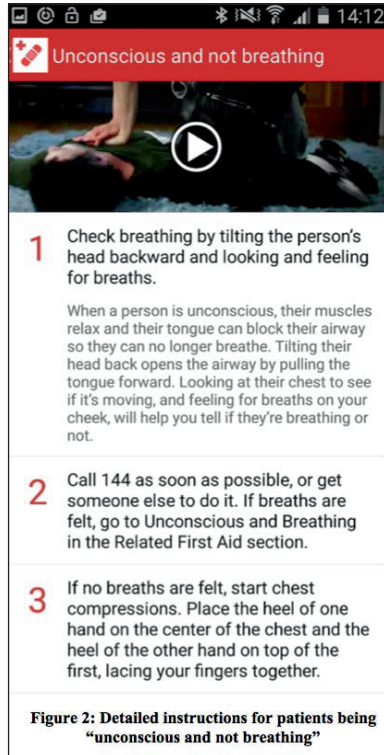 14:12
Unconscious and not breathing
1
Check breathing by tilting the person's
head backward and looking and feeling
for breaths.
When a person is unconscious, their muscles
relax and their tongue can block their airway
so they can no longer breathe. Tilting their
head back opens the airway by pulling the
tongue forward. Looking at their chest to see
if it's moving, and feeling for breaths on your
cheek, will help you tell if they're breathing or
not.
2
Call 144 as soon as possible, or get
someone else to do it. If breaths are
felt, go to Unconscious and Breathing
in the Related First Aid section.
3
If no breaths are felt, start chest
compressions. Place the heel of one
hand on the center of the chest and the
heel of the other hand on top of the
first, lacing your fingers together.
Figure 2: Detailed instructions for patients being
“unconscious and not breathing”